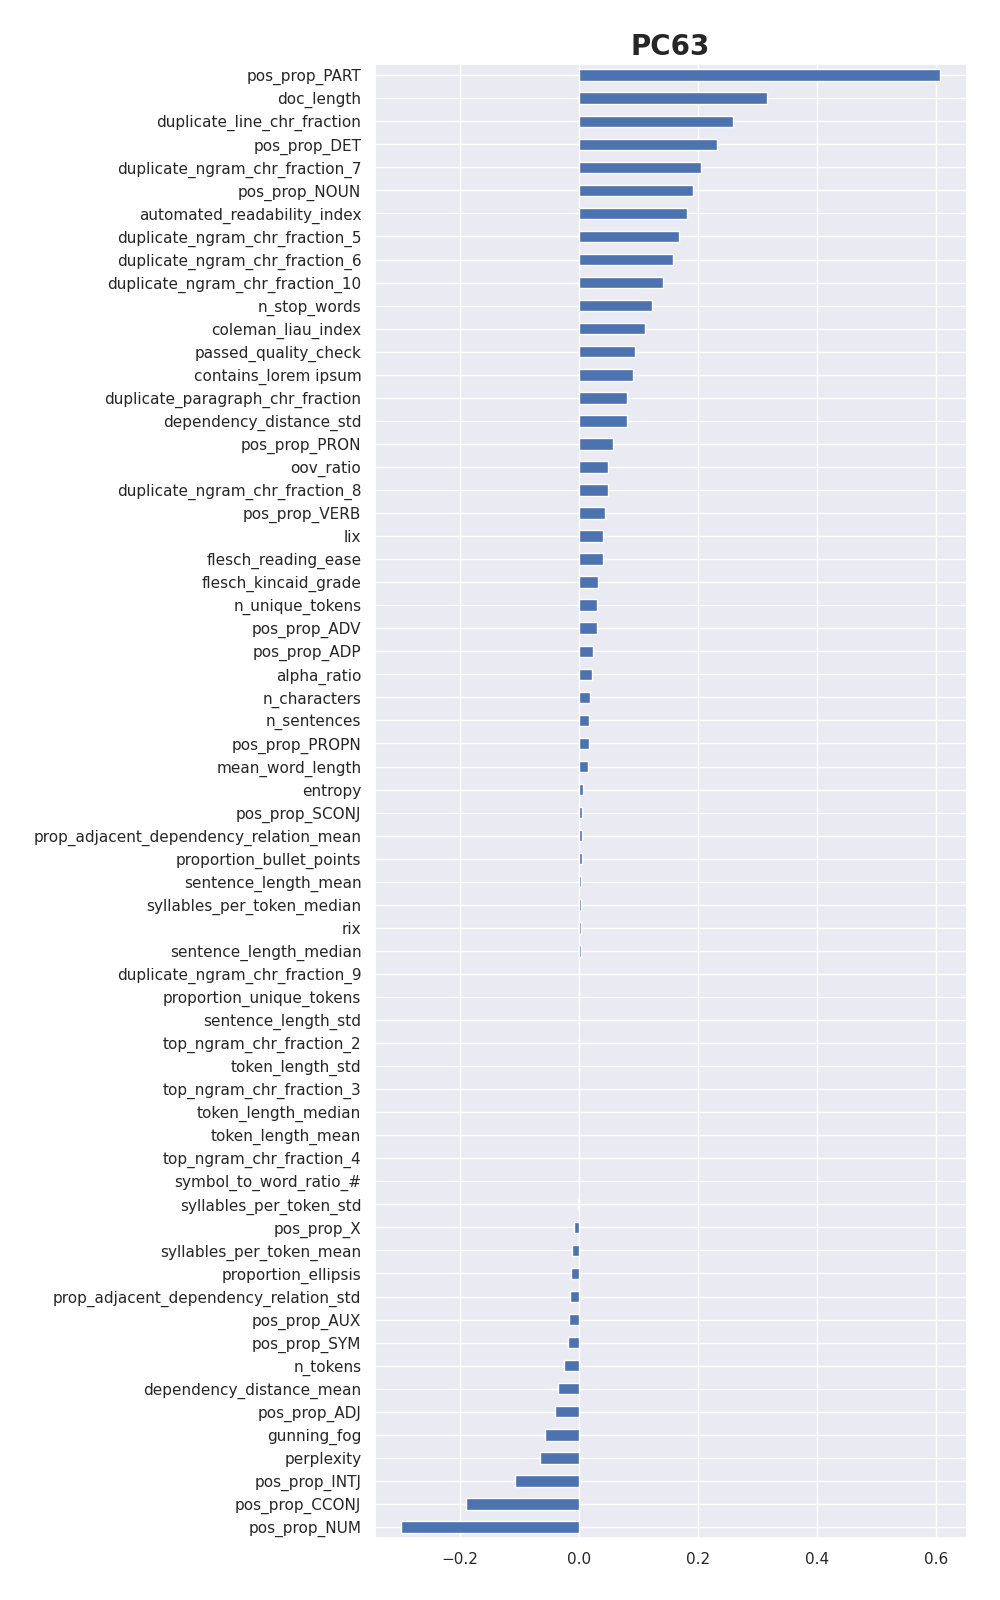 PC63
pos_prop_PART
doc_length
duplicate_line_chr_fraction
pos_prop_DET
duplicate_ngram_chr_fraction_7
pos_prop_NOUN
automated_readability_index
duplicate_ngram_chr_fraction_5
duplicate_ngram_chr_fraction_6
duplicate_ngram_chr_fraction_10
n_stop_words
coleman_liau_index
passed_quality_check
contains_lorem ipsum
duplicate_paragraph_chr_fraction
dependency_distance_std
pos_prop_PRON
oov_ratio
duplicate_ngram_chr_fraction_8
pos_prop_VERB
lix
flesch_reading_ease
flesch_kincaid_grade
n_unique_tokens
pos_prop_ADV
pos_prop_ADP
alpha_ratio
n_characters
n_sentences
pos_prop_PROPN
mean_word_length
entropy
pos_prop_SCONJ
prop_adjacent_dependency_relation_mean
proportion_bullet_points
sentence_length_mean
syllables_per_token_median
rix
sentence_length_median
duplicate_ngram_chr_fraction_9
proportion_unique_tokens
sentence_length_std
top_ngram_chr_fraction_2
token_length_std
top_ngram_chr_fraction_3
token_length_median
token_length_mean
top_ngram_chr_fraction_4
symbol_to_word_ratio_#
syllables_per_token_std
pos_prop_X
syllables_per_token_mean
proportion_ellipsis
prop_adjacent_dependency_relation_std
pos_prop_AUX
pos_prop_SYM
n_tokens
dependency_distance_mean
pos_prop_ADJ
gunning_fog
perplexity
pos_prop_INTJ
pos_prop_CCONJ
pos_prop_NUM
−0.2 0.0 0.2 0.4 0.6